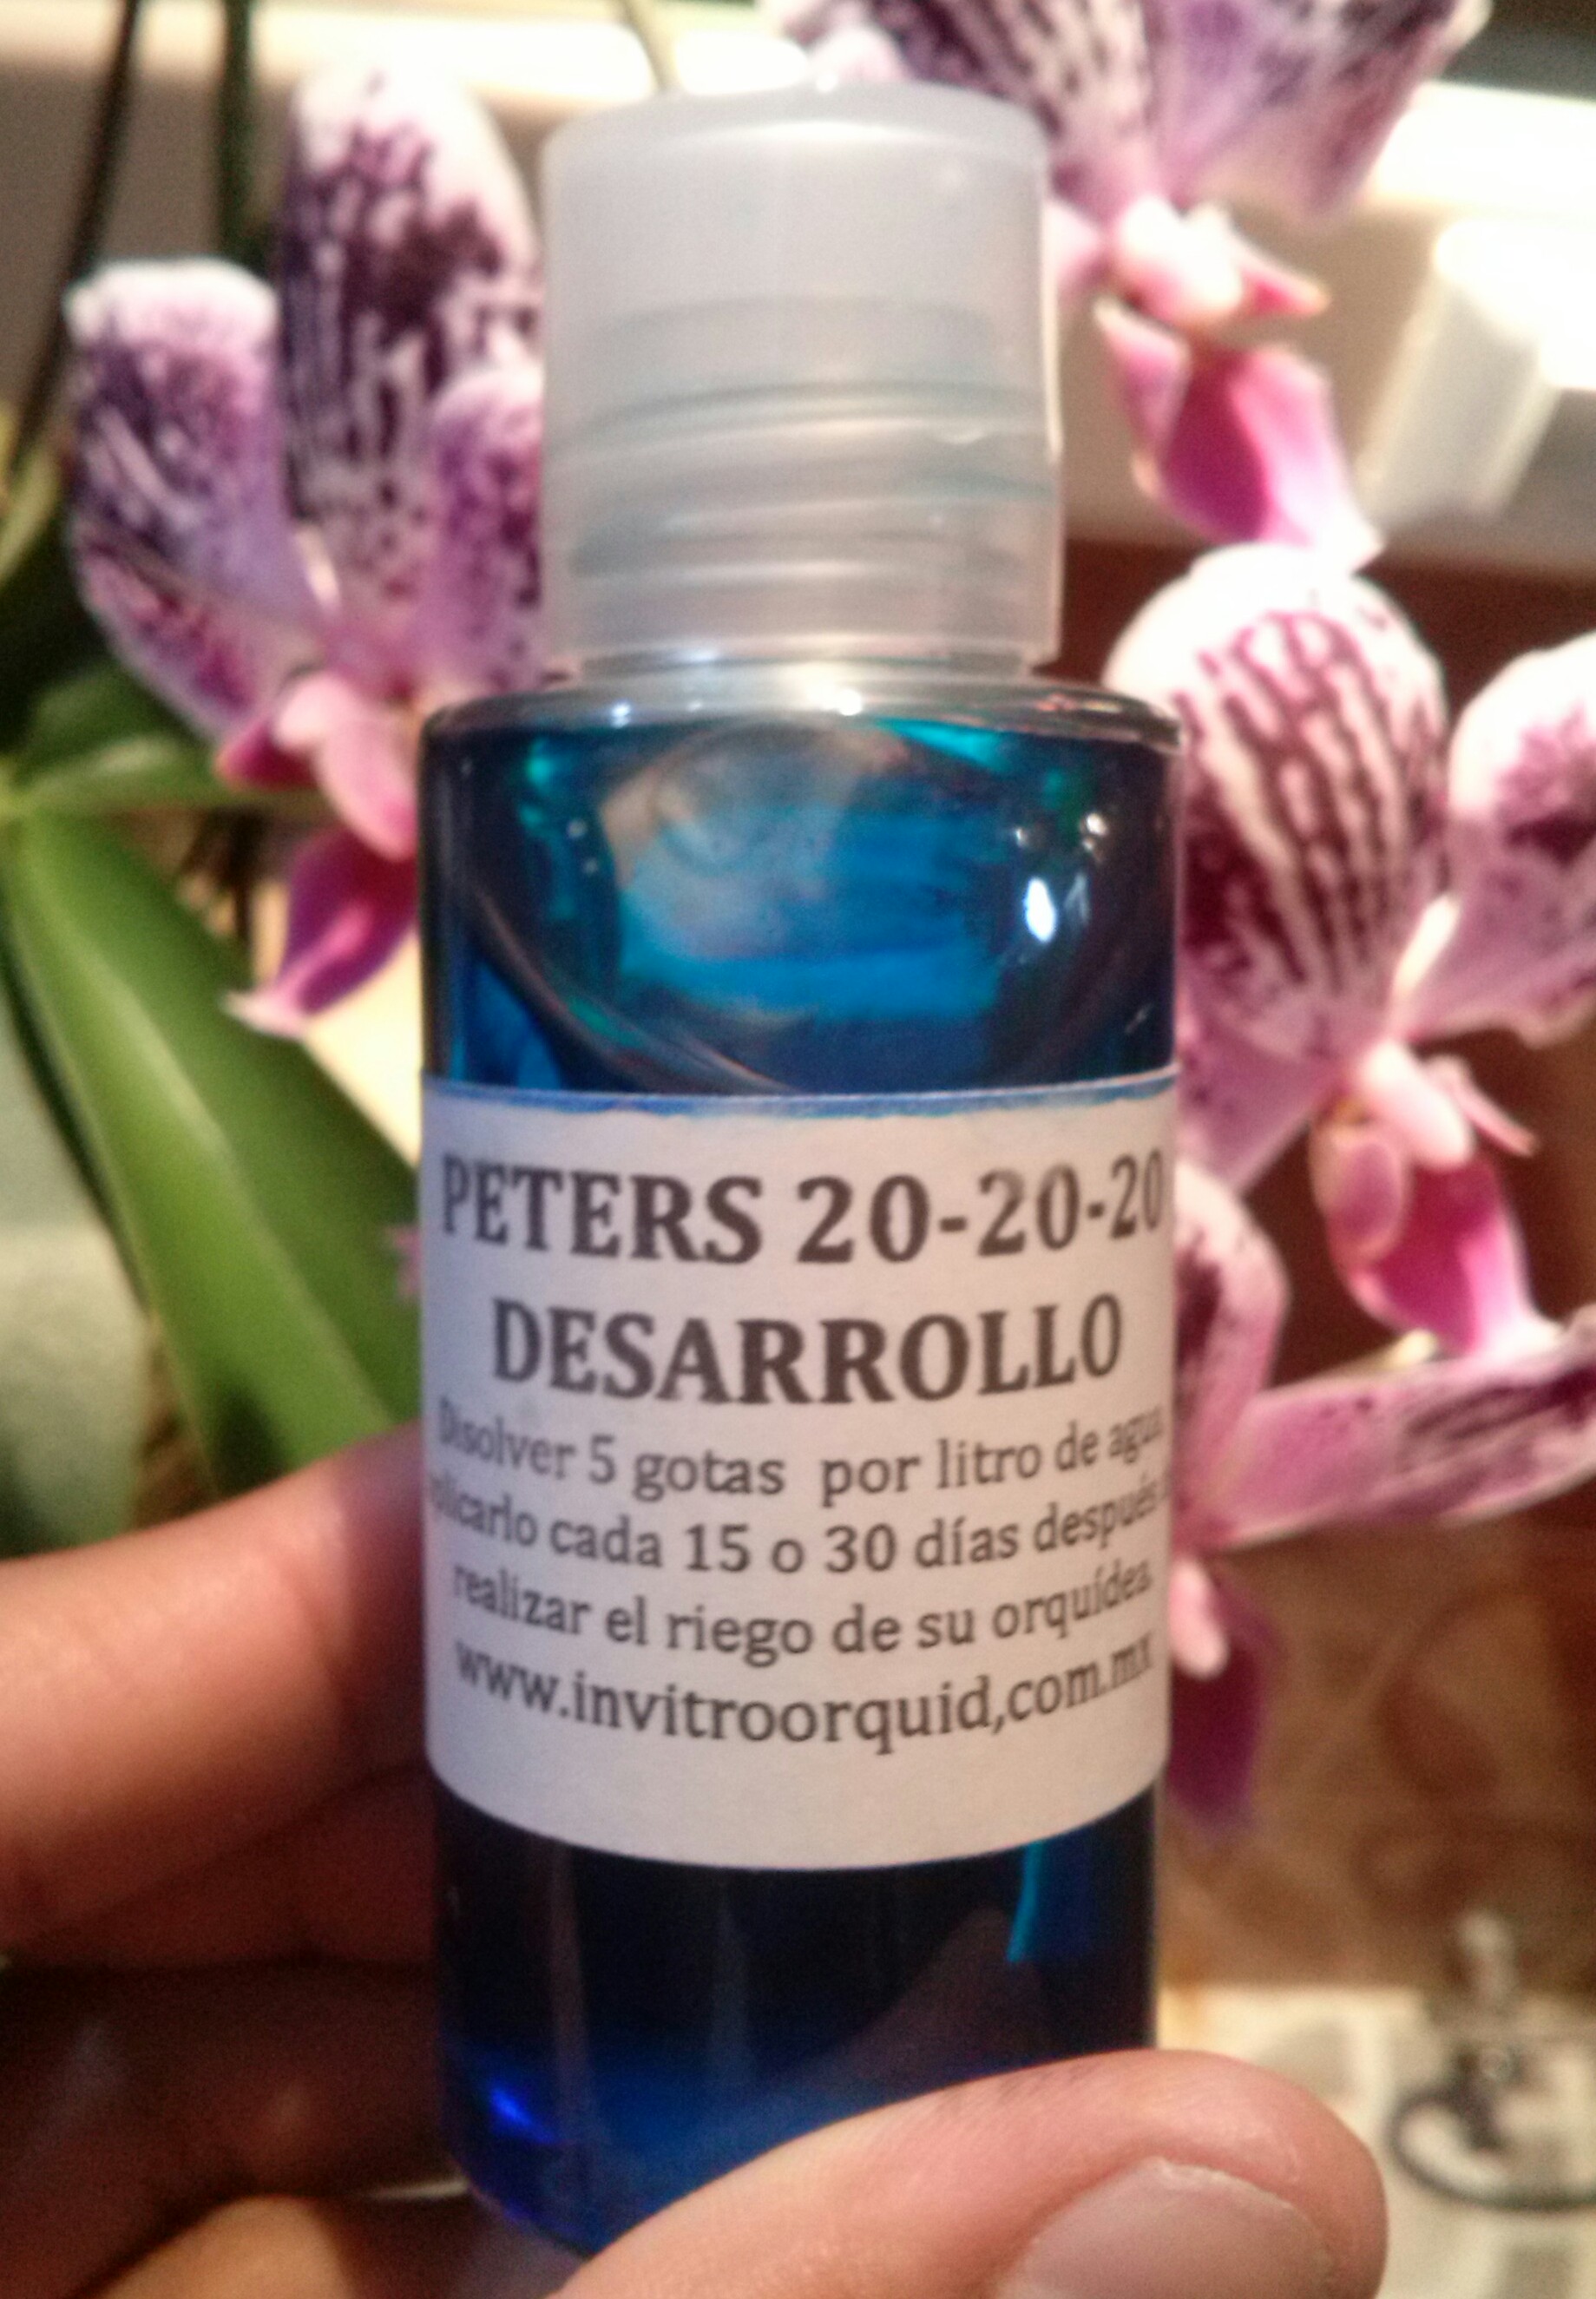 PETERS 20-20-20
DESARROLLO
Disolver 5 gotas por litro de agua
cada 15 o 30 días después
realizar el riego de su orquídea.
www.invitroorquid,com.mx